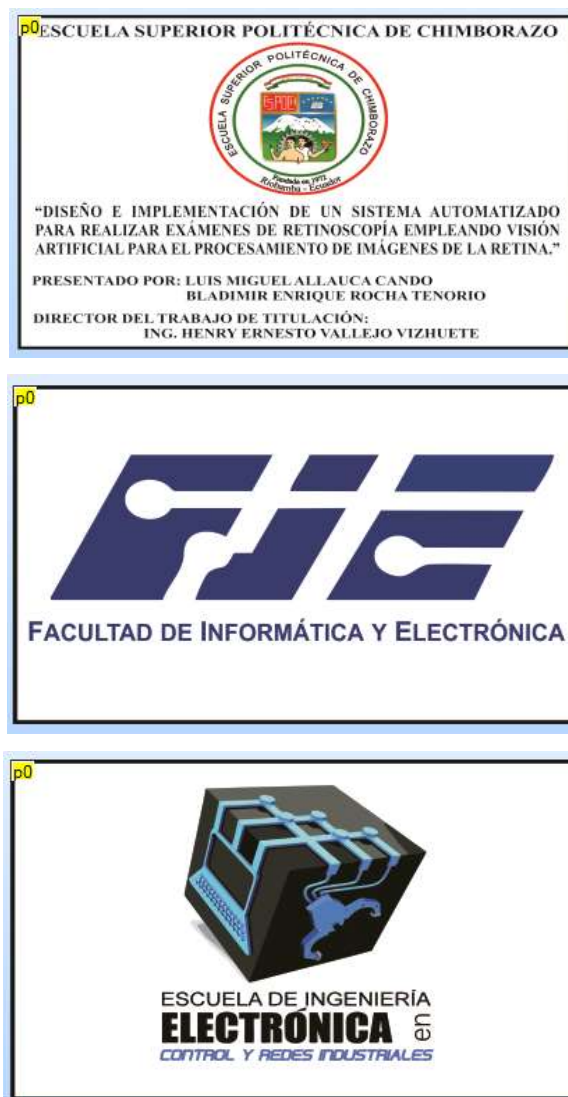 p0
ESCUELA SUPERIOR POLITÉCNICA DE CHIMBORAZO
ESCUELA SUPERIOR POLITÉCNICA DE CHIMBORAZO
ESPOCH
Fundada en 1972
Riobamba - Ecuador
“DISEÑO E IMPLEMENTACIÓN DE UN SISTEMA AUTOMATIZADO
PARA REALIZAR EXÁMENES DE RETINOSCOPÍA EMPLEANDO VISIÓN
ARTIFICIAL PARA EL PROCESAMIENTO DE IMÁGENES DE LA RETINA.”
PRESENTADO POR: LUIS MIGUEL ALLAUCA CANDO
BLADIMIR ENRIQUE ROCHA TENORIO
DIRECTOR DEL TRABAJO DE TITULACIÓN:
ING. HENRY ERNESTO VALLEJO VIZHUETE
p0
FIE
FACULTAD DE INFORMÁTICA Y ELECTRÓNICA
p0
ESCUELA DE INGENIERÍA
ELECTRÓNICA en
CONTROL Y REDES INDUSTRIALES